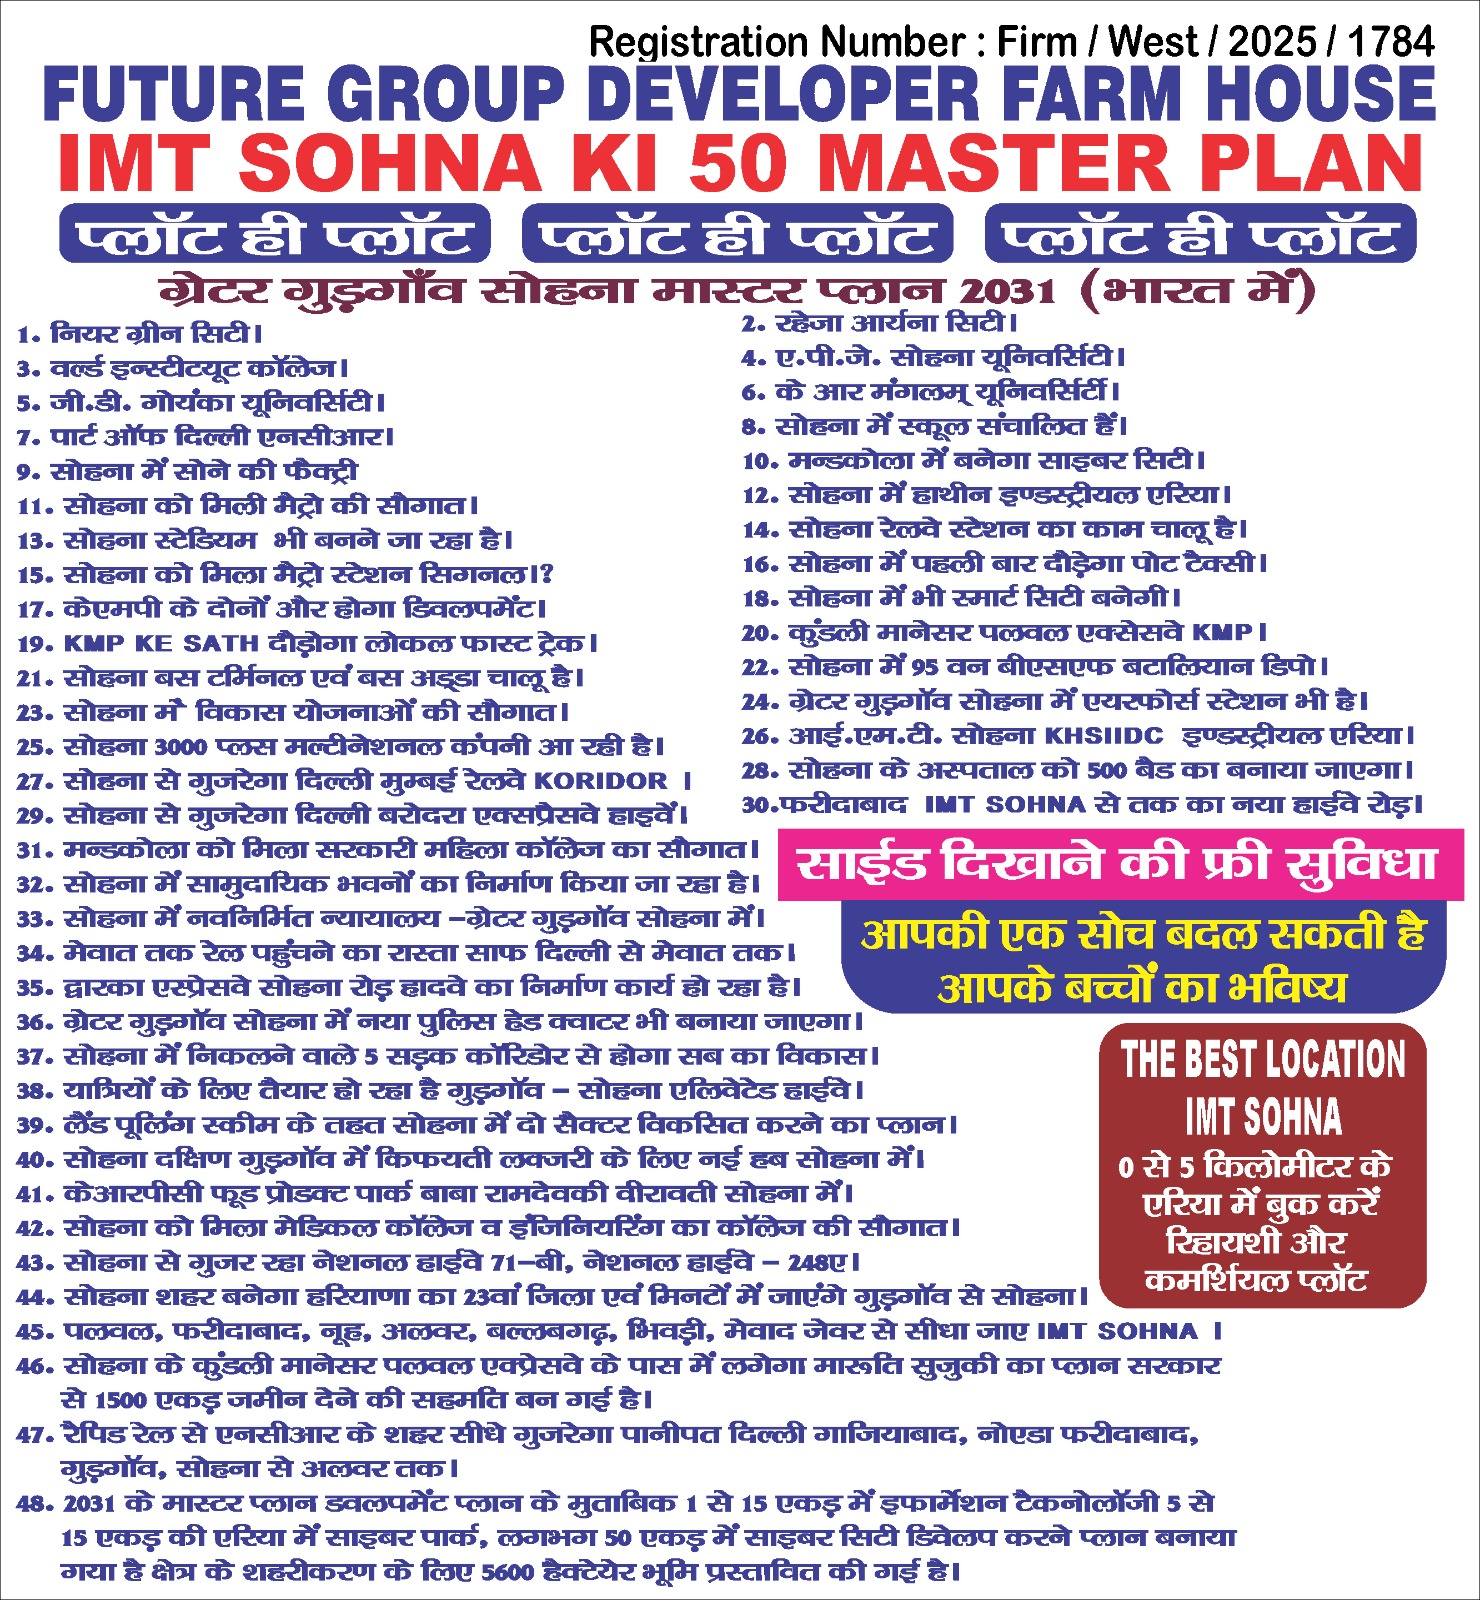 Registration Number : Firm / West / 2025 / 1784
FUTURE GROUP DEVELOPER FARM HOUSE
IMT SOHNA KI 50 MASTER PLAN
प्लॉट ही प्लॉट प्लॉट ही प्लॉट प्लॉट ही प्लॉट
ग्रेटर गुड़गाँव सोहना मास्टर प्लान 2031 (भारत में)
1. नियर ग्रीन सिटी।
2. रहेजा आर्यना सिटी।
3. वर्ल्ड इन्स्टीटयूट कॉलेज।
4. ए.पी.जे. सोहना यूनिवर्सिटी।
5. जी.डी. गोयंका यूनिवर्सिटी।
6. के आर मंगलम् यूनिवर्सिर्टी।
7. पार्ट ऑफ दिल्ली एनसीआर।
8. सोहना में स्कूल संचालित हैं।
9. सोहना में सोने की फैक्ट्री
10. मन्डकोला में बनेगा साइबर सिटी।
11. सोहना को मिली मैट्रो की सौगात।
12. सोहना में हाथीन इण्डस्ट्रीयल एरिया।
13. सोहना स्टेडियम भी बनने जा रहा है।
14. सोहना रेलवे स्टेशन का काम चालू है।
15. सोहना को मिला मैट्रो स्टेशन सिगनल।?
16. सोहना में पहली बार दौड़ेगा पोट टैक्सी।
17. केएमपी के दोनों और होगा डिवलपमेंट।
18. सोहना में भी स्मार्ट सिटी बनेगी।
19. KMP KE SATH दौड़ोगा लोकल फास्ट ट्रेक।
20. कुंडली मानेसर पलवल एक्सेसवे KMP।
21. सोहना बस टर्मिनल एवं बस अड्डा चालू है।
22. सोहना में 95 वन बीएसएफ बटालियान डिपो।
23. सोहना मे विकास योजनाओं की सौगात।
24. ग्रेटर गुड़गॉव सोहना में एयरफोर्स स्टेशन भी है।
25. सोहना 3000 प्लस मल्टीनेशनल कंपनी आ रही है।
26. आई.एम.टी. सोहना KHSIIDC इण्डस्ट्रीयल एरिया।
27. सोहना से गुजरेगा दिल्ली मुम्बई रेलवे KORIDOR ।
28. सोहना के अस्पताल को 500 बैड का बनाया जाएगा।
29. सोहना से गुजरेगा दिल्ली बरोदरा एक्सप्रैसवे हाइवें।
30.फरीदाबाद IMT SOHNA से तक का नया हाईवे रोड़।
31. मन्डकोला को मिला सरकारी महिला कॉलेज का सौगात।
32. सोहना में सामुदायिक भवनों का निर्माण किया जा रहा है।
33. सोहना में नवनिर्मित न्यायालय –ग्रेटर गुड़गॉव सोहना में।
34. मेवात तक रेल पहुंचने का रास्ता साफ दिल्ली से मेवात तक।
35. द्वारका एस्प्रेसवे सोहना रोड़ हादवे का निर्माण कार्य हो रहा है।
36. ग्रेटर गुड़गॉव सोहना में नया पुलिस हेड क्वाटर भी बनाया जाएगा।
37. सोहना में निकलने वाले 5 सड़क कॉरिडोर से होगा सब का विकास।
38. यात्रियों के लिए तैयार हो रहा है गुड़गॉव – सोहना एलिवेटेड हाईवे।
39. लैंड पूलिंग स्कीम के तहत सोहना में दो सैक्टर विकसित करने का प्लान।
40. सोहना दक्षिण गुड़गॉव में किफयती लक्जरी के लिए नई हब सोहना में।
41. केआरपीसी फूड प्रोडक्ट पार्क बाबा रामदेवकी वीरावती सोहना में।
42. सोहना को मिला मेडिकल कॉलेज व इंजिनियरिंग का कॉलेज की सौगात।
43. सोहना से गुजर रहा नेशनल हाईवे 71–बी, नेशनल हाईवे – 248ए।
44. सोहना शहर बनेगा हरियाणा का 23वां जिला एवं मिनटों में जाएंगे गुड़गॉव से सोहना।
45. पलवल, फरीदाबाद, नूह, अलवर, बल्लबगढ़, भिवड़ी, मेवाद जेवर से सीधा जाए IMT SOHNA ।
46. सोहना के कुंडली मानेसर पलवल एक्प्रेसवे के पास में लगेगा मारूति सुजुकी का प्लान सरकार
से 1500 एकड़ जमीन देने की सहमति बन गई है।
47. रैपिड रेल से एनसीआर के शहर सीधे गुजरेगा पानीपत दिल्ली गाजियाबाद, नोएडा फरीदाबाद,
गुड़गॉव, सोहना से अलवर तक।
48. 2031 के मास्टर प्लान डवलपमेंट प्लान के मुताबिक 1 से 15 एकड़ में इफार्मेशन टैकनोलॉजी 5 से
15 एकड़ की एरिया में साइबर पार्क, लगभग 50 एकड़ में साइबर सिटी डिवेलप करने प्लान बनाया
गया है क्षेत्र के शहरीकरण के लिए 5600 हैक्टेयेर भूमि प्रस्तावित की गई है।
साईड दिखाने की फ्री सुविधा
आपकी एक सोच बदल सकती है
आपके बच्चों का भविष्य
THE BEST LOCATION
IMT SOHNA
0 से 5 किलोमीटर के
एरिया में बुक करें
रिहायशी और
कमर्शियल प्लॉट